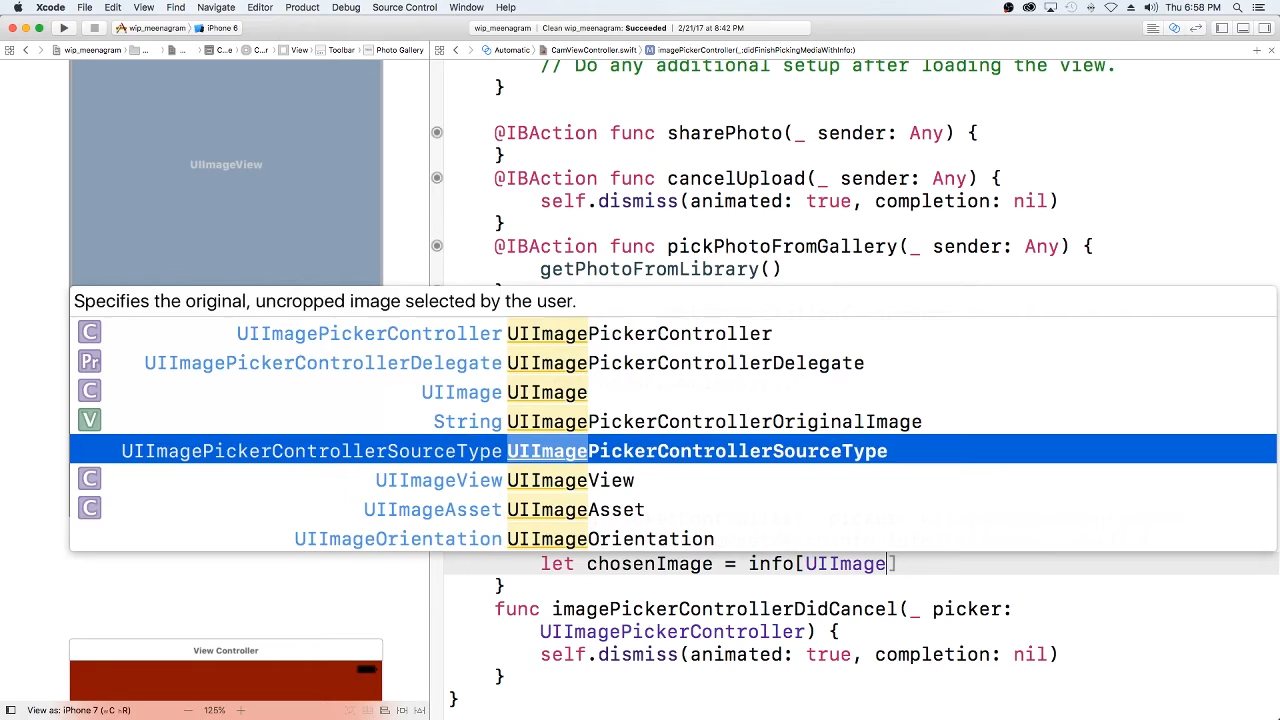 Xcode File Edit View Find Navigate Editor Product Debug Source Control Window Help Thu 6:58 PM
wip_meenagram iPhone 6 wip_meenagram Clean wip_meenagram: Succeeded 2/21/17 at 8:42 PM
wip_meenagram ... ... C...e C...r View Toolbar Photo Gallery Automatic CamViewController.swift imagePickerController(_:didFinishPickingMediaWithInfo:)
// Do any additional setup after loading the view.
}
@IBAction func sharePhoto(_ sender: Any) {
}
@IBAction func cancelUpload(_ sender: Any) {
self.dismiss(animated: true, completion: nil)
}
@IBAction func pickPhotoFromGallery(_ sender: Any) {
getPhotoFromLibrary()
UIImageView
Specifies the original, uncropped image selected by the user.
C UIImagePickerController UIImagePickerController
Pr UIImagePickerControllerDelegate UIImagePickerControllerDelegate
C UIImage UIImage
V String UIImagePickerControllerOriginalImage
UIImagePickerControllerSourceType UIImagePickerControllerSourceType
C UIImageView UIImageView
C UIImageAsset UIImageAsset
UIImageOrientation UIImageOrientation
let chosenImage = info[UIImage]
}
func imagePickerControllerDidCancel(_ picker:
UIImagePickerController) {
self.dismiss(animated: true, completion: nil)
}
}
View Controller
View as: iPhone 7 (wC hR) — 125% +